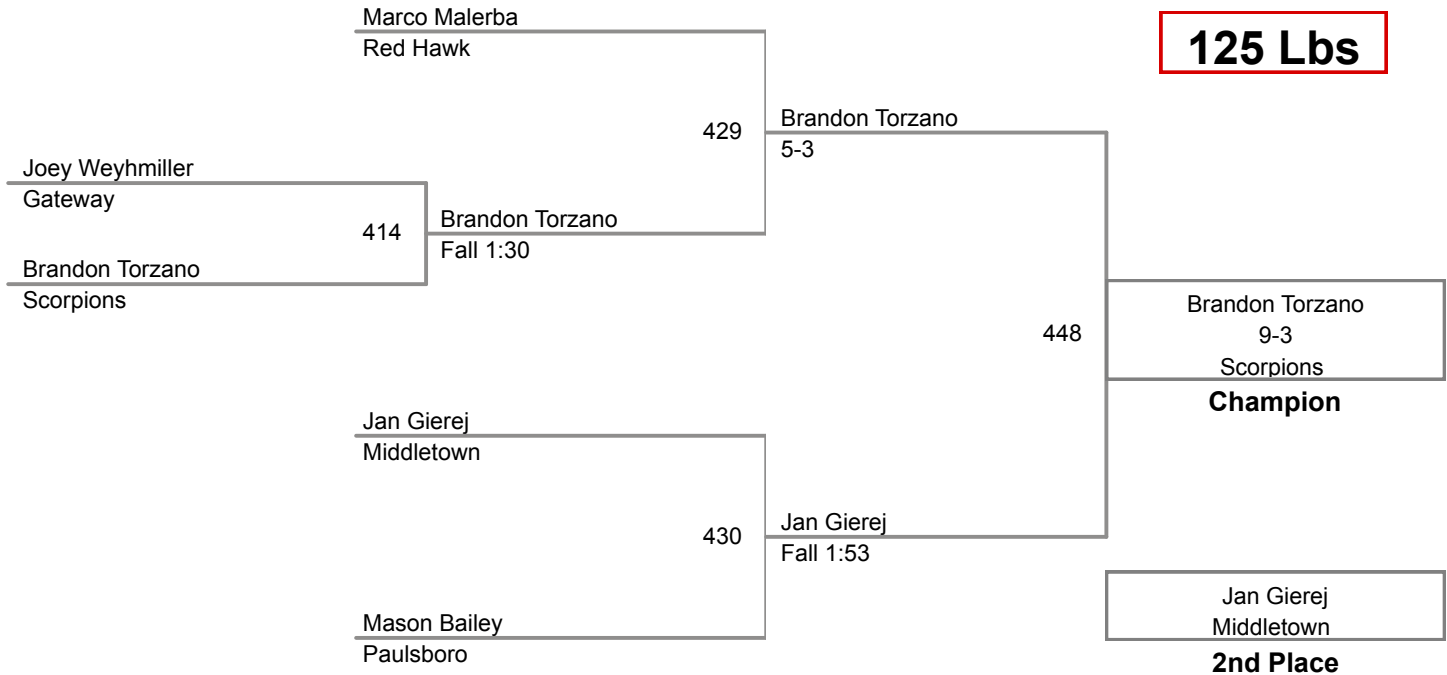 Marco Malerba
Red Hawk
125 Lbs
429
Brandon Torzano
5-3
Joey Weyhmiller
Gateway
414
Brandon Torzano
Fall 1:30
Brandon Torzano
Scorpions
448
Brandon Torzano
9-3
Scorpions
Champion
Jan Gierej
Middletown
430
Jan Gierej
Fall 1:53
Mason Bailey
Paulsboro
Jan Gierej
Middletown
2nd Place